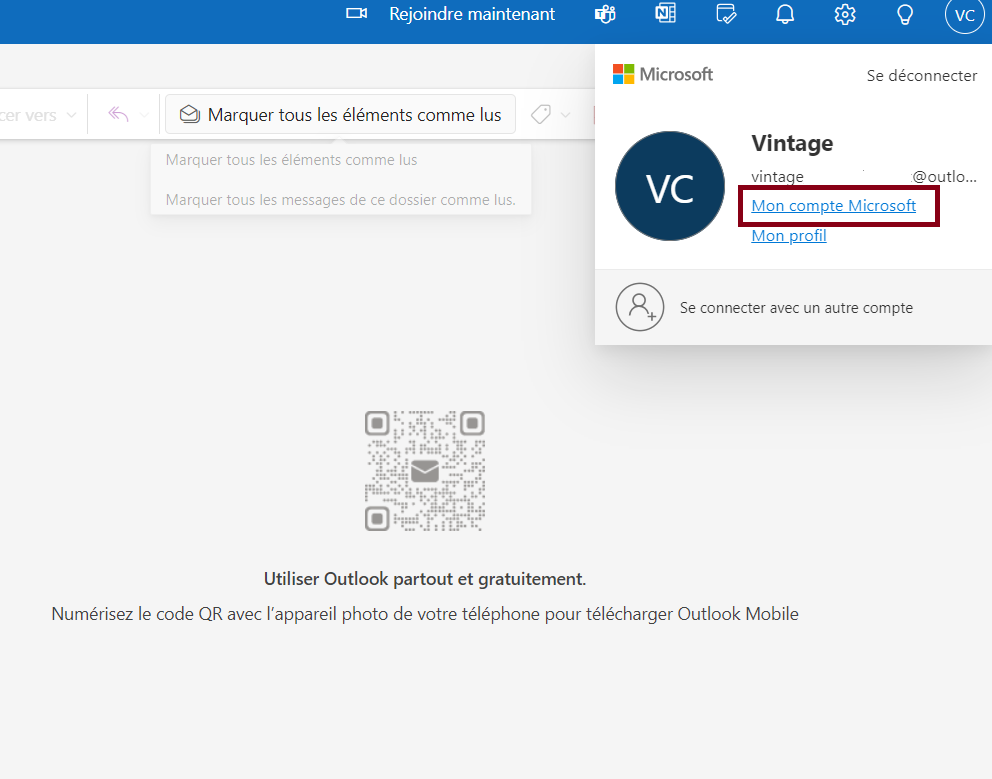 Rejoindre maintenant
VC
Microsoft
Se déconnecter
cer vers
Marquer tous les éléments comme lus
Marquer tous les éléments comme lus
Marquer tous les messages de ce dossier comme lus.
VC
Vintage
vintage @outlo...
Mon compte Microsoft
Mon profil
Se connecter avec un autre compte
Utiliser Outlook partout et gratuitement.
Numérisez le code QR avec l’appareil photo de votre téléphone pour télécharger Outlook Mobile